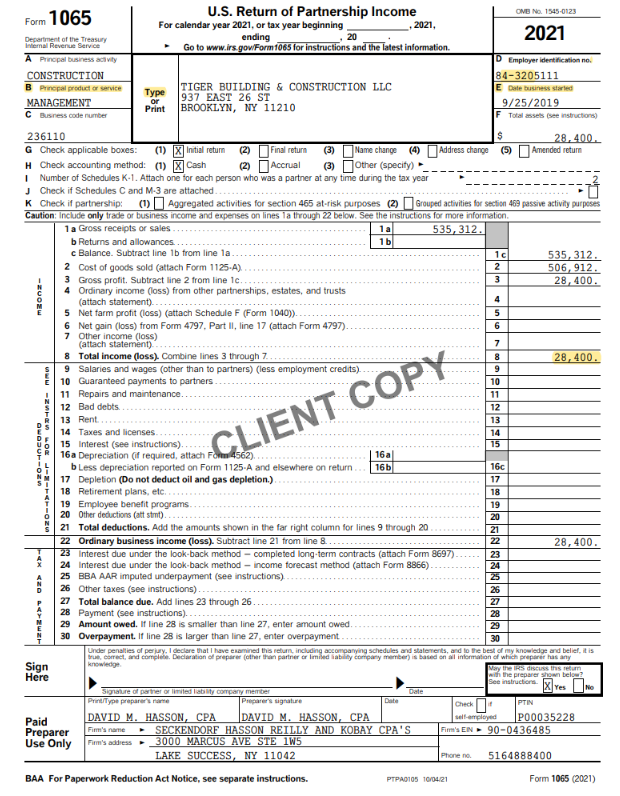 Form 1065
Department of the Treasury
Internal Revenue Service
U.S. Return of Partnership Income
For calendar year 2021, or tax year beginning , 2021,
ending , 20 .
► Go to www.irs.gov/Form1065 for instructions and the latest information.
OMB No. 1545-0123
2021
A Principal business activity
CONSTRUCTION
B Principal product or service
MANAGEMENT
C Business code number
236110
Type
or
Print
TIGER BUILDING & CONSTRUCTION LLC
937 EAST 26 ST
BROOKLYN, NY 11210
D Employer identification no.
84-3205111
E Date business started
9/25/2019
F Total assets (see instructions)
$ 28,400.
G Check applicable boxes: (1) X Initial return (2) Final return (3) Name change (4) Address change (5) Amended return
H Check accounting method: (1) X Cash (2) Accrual (3) Other (specify) ►
I Number of Schedules K-1. Attach one for each person who was a partner at any time during the tax year ► 2
J Check if Schedules C and M-3 are attached ►
K Check if partnership: (1) Aggregated activities for section 465 at-risk purposes (2) Grouped activities for section 469 passive activity purposes
Caution: Include only trade or business income and expenses on lines 1a through 22 below. See the instructions for more information.
INCOME
1a Gross receipts or sales 1a 535,312.
b Returns and allowances 1b
c Balance. Subtract line 1b from line 1a 1c 535,312.
2 Cost of goods sold (attach Form 1125-A) 2 506,912.
3 Gross profit. Subtract line 2 from line 1c 3 28,400.
4 Ordinary income (loss) from other partnerships, estates, and trusts
(attach statement) 4
5 Net farm profit (loss) (attach Schedule F (Form 1040)) 5
6 Net gain (loss) from Form 4797, Part II, line 17 (attach Form 4797) 6
7 Other income (loss)
(attach statement) 7
8 Total income (loss). Combine lines 3 through 7 8 28,400.
DEDUCTIONS
SEE INSTRS FOR LIMITATIONS
9 Salaries and wages (other than to partners) (less employment credits) 9
10 Guaranteed payments to partners 10
11 Repairs and maintenance 11
12 Bad debts 12
13 Rent 13
14 Taxes and licenses 14
15 Interest (see instructions) 15
16a Depreciation (if required, attach Form 4562) 16a
b Less depreciation reported on Form 1125-A and elsewhere on return 16b 16c
17 Depletion (Do not deduct oil and gas depletion.) 17
18 Retirement plans, etc. 18
19 Employee benefit programs 19
20 Other deductions (att stmt) 20
21 Total deductions. Add the amounts shown in the far right column for lines 9 through 20 21
22 Ordinary business income (loss). Subtract line 21 from line 8 22 28,400.
TAX AND PAYMENT
23 Interest due under the look-back method — completed long-term contracts (attach Form 8697) 23
24 Interest due under the look-back method — income forecast method (attach Form 8866) 24
25 BBA AAR imputed underpayment (see instructions) 25
26 Other taxes (see instructions) 26
27 Total balance due. Add lines 23 through 26 27
28 Payment (see instructions) 28
29 Amount owed. If line 28 is smaller than line 27, enter amount owed 29
30 Overpayment. If line 28 is larger than line 27, enter overpayment 30
CLIENT COPY
Sign
Here
Under penalties of perjury, I declare that I have examined this return, including accompanying schedules and statements, and to the best of my knowledge and belief, it is
true, correct, and complete. Declaration of preparer (other than partner or limited liability company member) is based on all information of which preparer has any
knowledge.
Signature of partner or limited liability company member
Date
May the IRS discuss this return
with the preparer shown below?
See instructions. X Yes No
Paid
Preparer
Use Only
Print/Type preparer's name
DAVID M. HASSON, CPA
Preparer's signature
DAVID M. HASSON, CPA
Date
Check if
self-employed
PTIN
P00035228
Firm's name ► SECKENDORF HASSON REILLY AND KOBAY CPA'S
Firm's EIN ► 90-0436485
Firm's address ► 3000 MARCUS AVE STE 1W5
LAKE SUCCESS, NY 11042
Phone no. 5164888400
BAA For Paperwork Reduction Act Notice, see separate instructions.
PTPA0105 10/04/21
Form 1065 (2021)